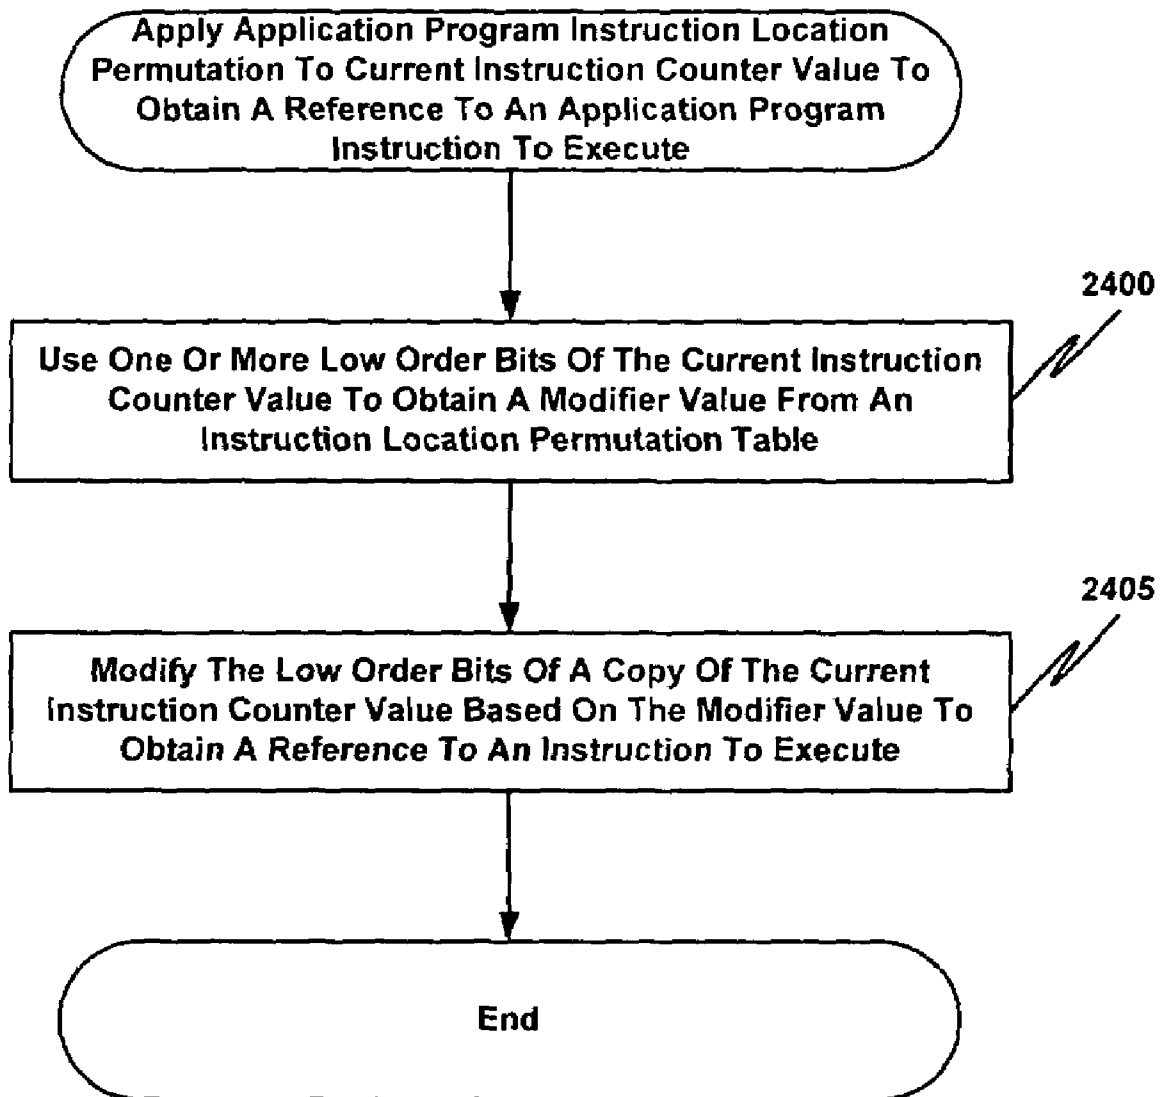 Apply Application Program Instruction Location
Permutation To Current Instruction Counter Value To
Obtain A Reference To An Application Program
Instruction To Execute
2400
Use One Or More Low Order Bits Of The Current Instruction
Counter Value To Obtain A Modifier Value From An
Instruction Location Permutation Table
2405
Modify The Low Order Bits Of A Copy Of The Current
Instruction Counter Value Based On The Modifier Value To
Obtain A Reference To An Instruction To Execute
End